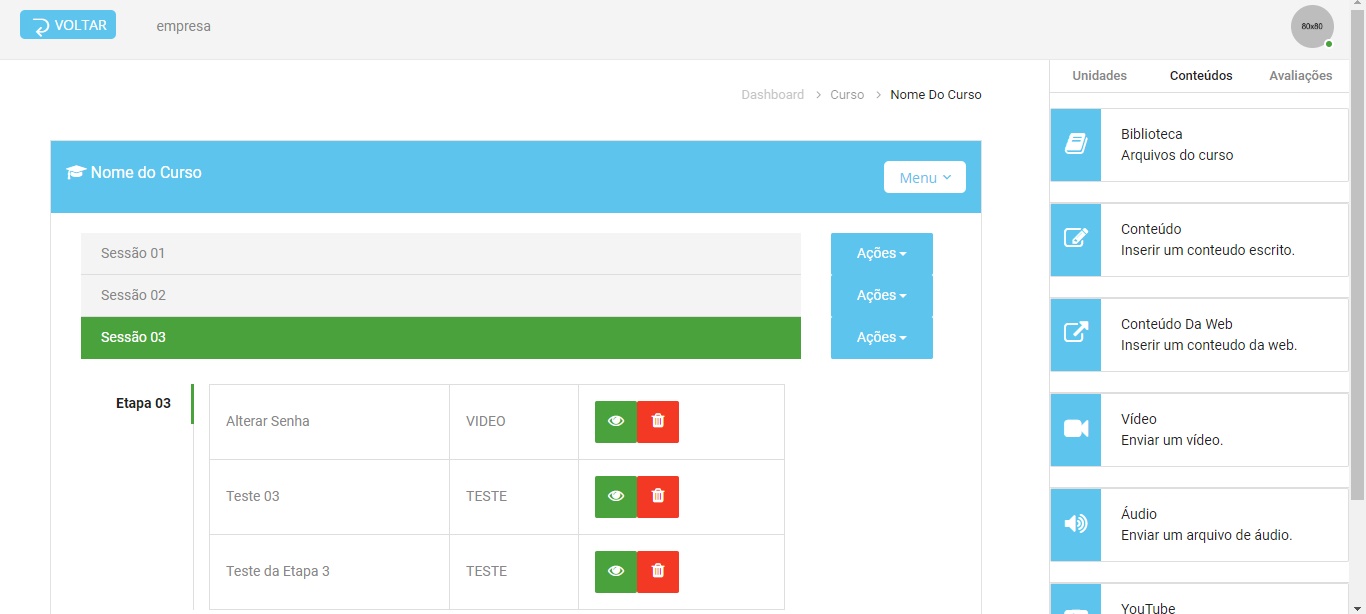 VOLTAR
empresa
80x80
Unidades
Conteúdos
Avaliações
Dashboard > Curso > Nome Do Curso
Nome do Curso
Menu
Sessão 01
Ações
Sessão 02
Ações
Sessão 03
Ações
Etapa 03
Alterar Senha
VIDEO
Teste 03
TESTE
Teste da Etapa 3
TESTE
Biblioteca
Arquivos do curso
Conteúdo
Inserir um conteudo escrito.
Conteúdo Da Web
Inserir um conteudo da web.
Vídeo
Enviar um vídeo.
Áudio
Enviar um arquivo de áudio.
YouTube